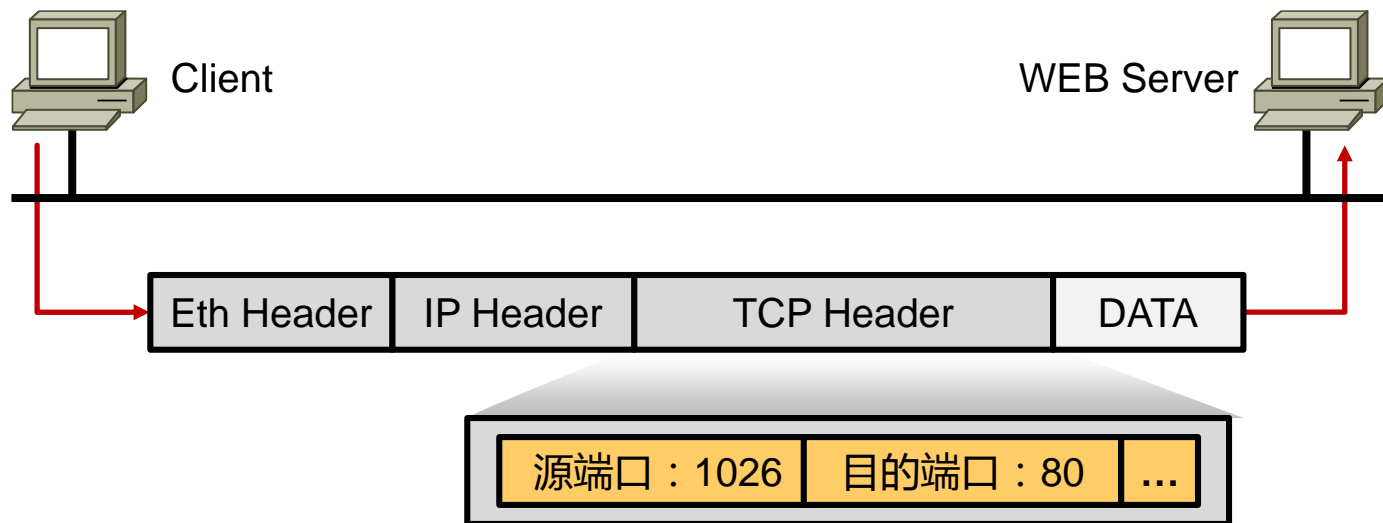 Client
WEB Server
Eth Header IP Header TCP Header DATA
源端口：1026 目的端口：80 ...